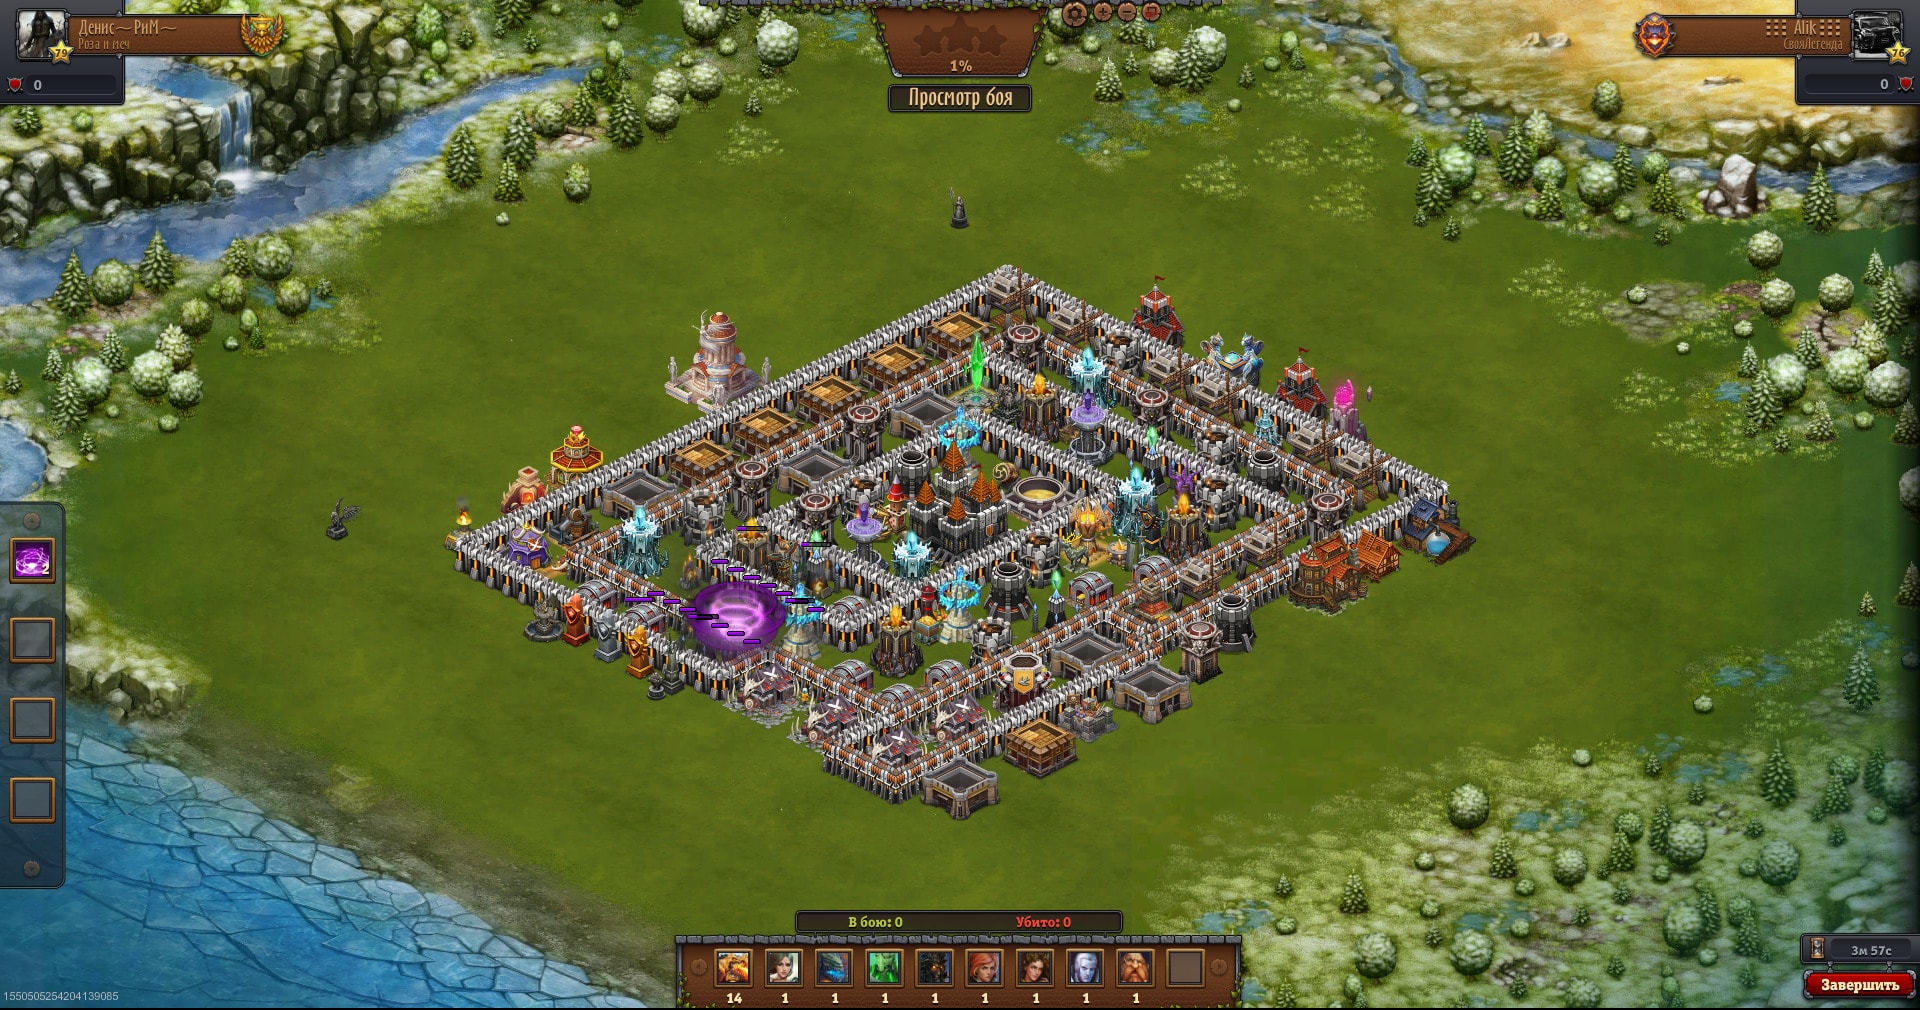 Денис~РиМ~
Роза и меч
79
0
1%
Просмотр боя
Alik
СвояЛегенда
76
0
2
В бою: 0
Убито: 0
14
1
1
1
1
1
1
1
1
3м 57с
Завершить
1550505254204139085